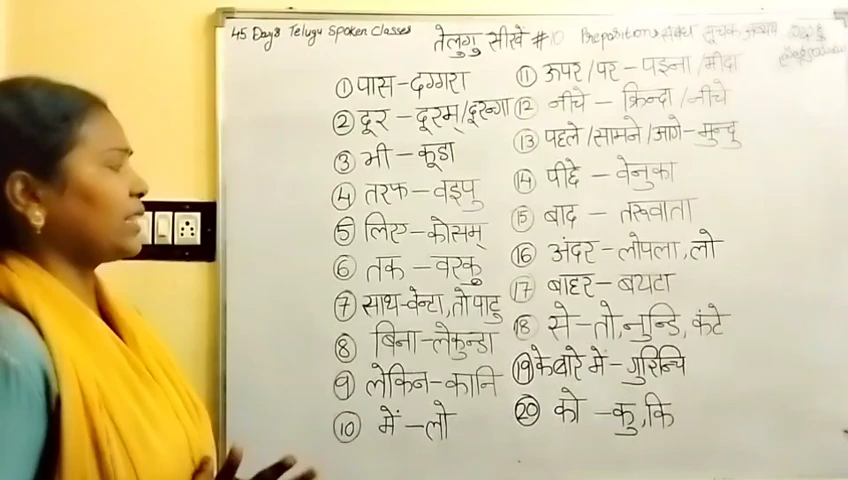 45 Days Telugu Spoken Classes
तेलुगु सीखें #10
Prepositions संबंध सूचक अव्यय
① पास - दग्गरा
② दूर - दूरम् / दूरन्गा
③ भी - कूडा
④ तरफ - वइपु
⑤ लिए - कोसम्
⑥ तक - वरकु
⑦ साथ - वेन्टा, तोपाटु
⑧ बिना - लेकुन्डा
⑨ लेकिन - कानि
⑩ में - लो
⑪ ऊपर/पर - पइना/मीदा
⑫ नीचे - क्रिन्दा/नीचे
⑬ पहले/सामने/आगे - मुन्दु
⑭ पीछे - वेनुका
⑮ बाद - तरुवाता
⑯ अंदर - लोपला, लो
⑰ बाहर - बयटा
⑱ से - तो, नुन्डि, कंटे
⑲ के बारे में - गुरिन्चि
⑳ को - कु, कि